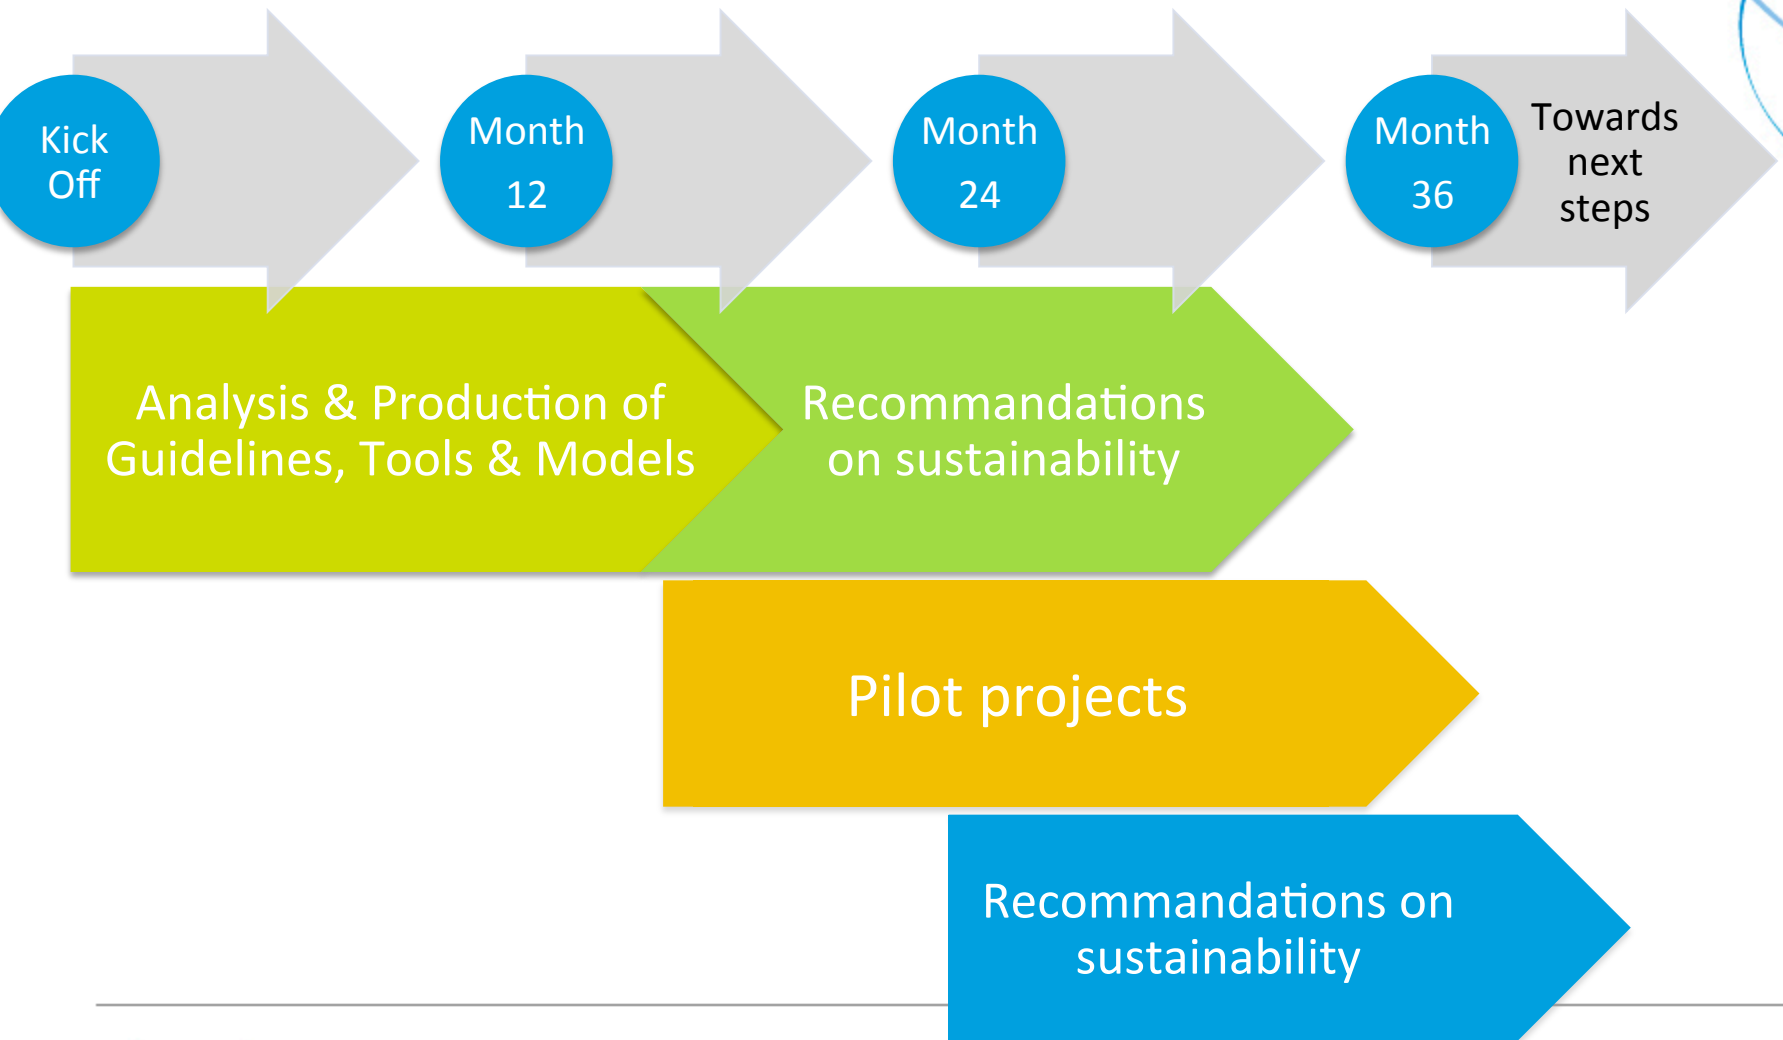 Kick
Off
Month
12
Month
24
Month
36
Towards
next
steps
Analysis & Production of
Guidelines, Tools & Models
Recommandations
on sustainability
Pilot projects
Recommandations on
sustainability